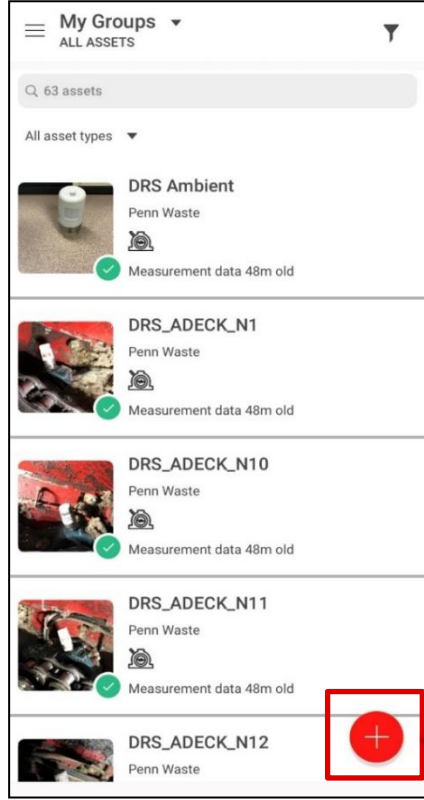 My Groups
ALL ASSETS
63 assets
All asset types
DRS Ambient
Penn Waste
Measurement data 48m old
DRS_ADECK_N1
Penn Waste
Measurement data 48m old
DRS_ADECK_N10
Penn Waste
Measurement data 48m old
DRS_ADECK_N11
Penn Waste
Measurement data 48m old
DRS_ADECK_N12
Penn Waste